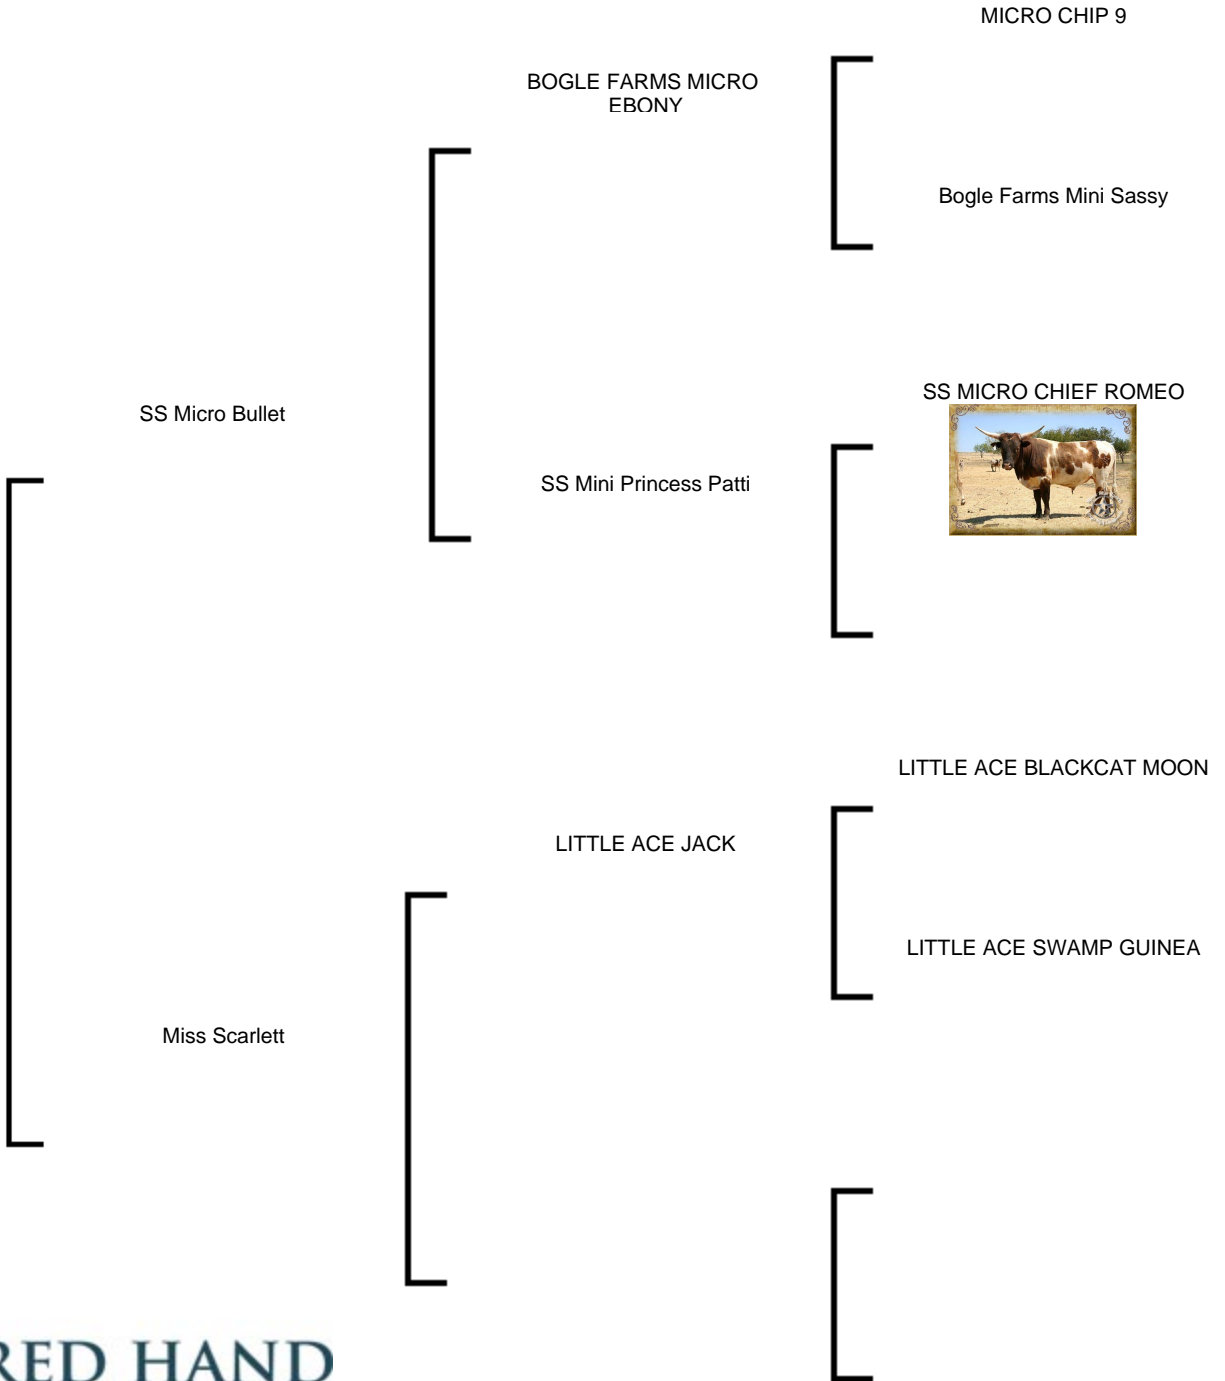 MICRO CHIP 9
BOGLE FARMS MICRO
EBONY
Bogle Farms Mini Sassy
SS MICRO CHIEF ROMEO
SS Micro Bullet
SS Mini Princess Patti
LITTLE ACE BLACKCAT MOON
LITTLE ACE JACK
LITTLE ACE SWAMP GUINEA
Miss Scarlett
RED HAND